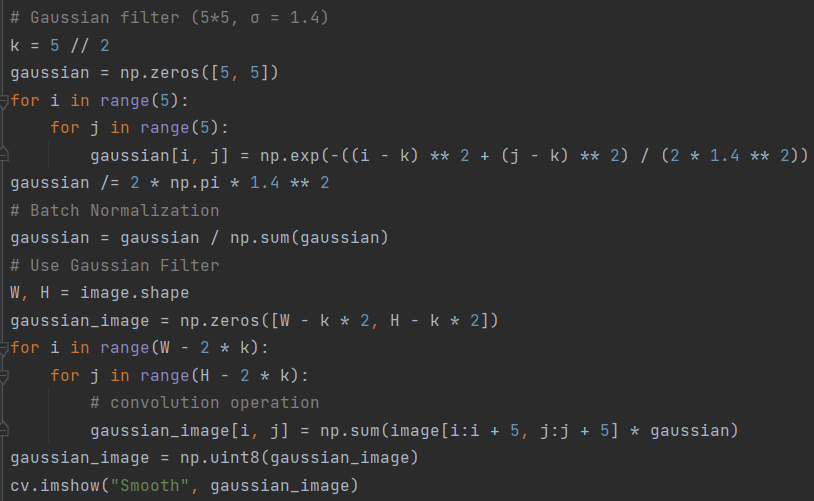 # Gaussian filter (5*5, σ = 1.4)
k = 5 // 2
gaussian = np.zeros([5, 5])
for i in range(5):
    for j in range(5):
        gaussian[i, j] = np.exp(-((i - k) ** 2 + (j - k) ** 2) / (2 * 1.4 ** 2))
gaussian /= 2 * np.pi * 1.4 ** 2
# Batch Normalization
gaussian = gaussian / np.sum(gaussian)
# Use Gaussian Filter
W, H = image.shape
gaussian_image = np.zeros([W - k * 2, H - k * 2])
for i in range(W - 2 * k):
    for j in range(H - 2 * k):
        # convolution operation
        gaussian_image[i, j] = np.sum(image[i:i + 5, j:j + 5] * gaussian)
gaussian_image = np.uint8(gaussian_image)
cv.imshow("Smooth", gaussian_image)